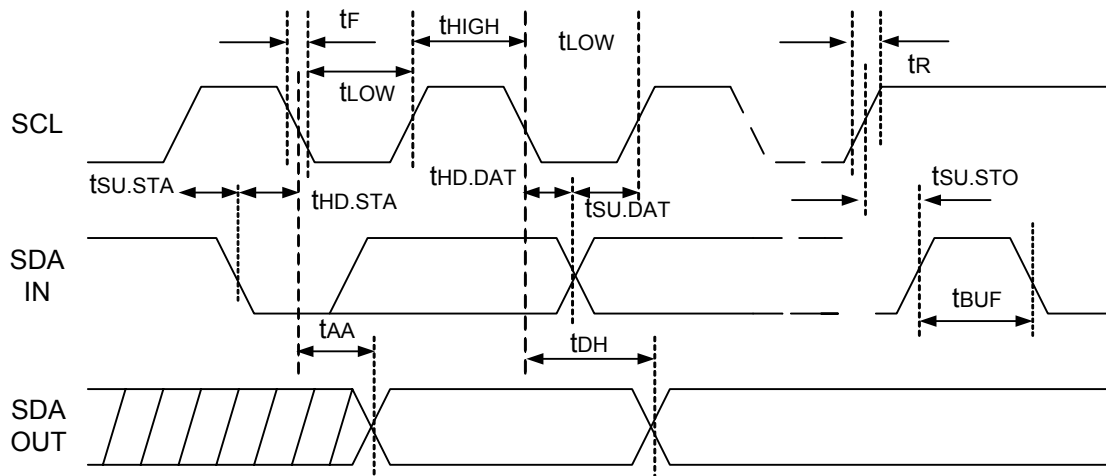 tF
tHIGH
tLOW
tR
tLOW
SCL
tSU.STA
tHD.STA
tHD.DAT
tSU.DAT
tSU.STO
SDA
IN
tBUF
tAA
tDH
SDA
OUT